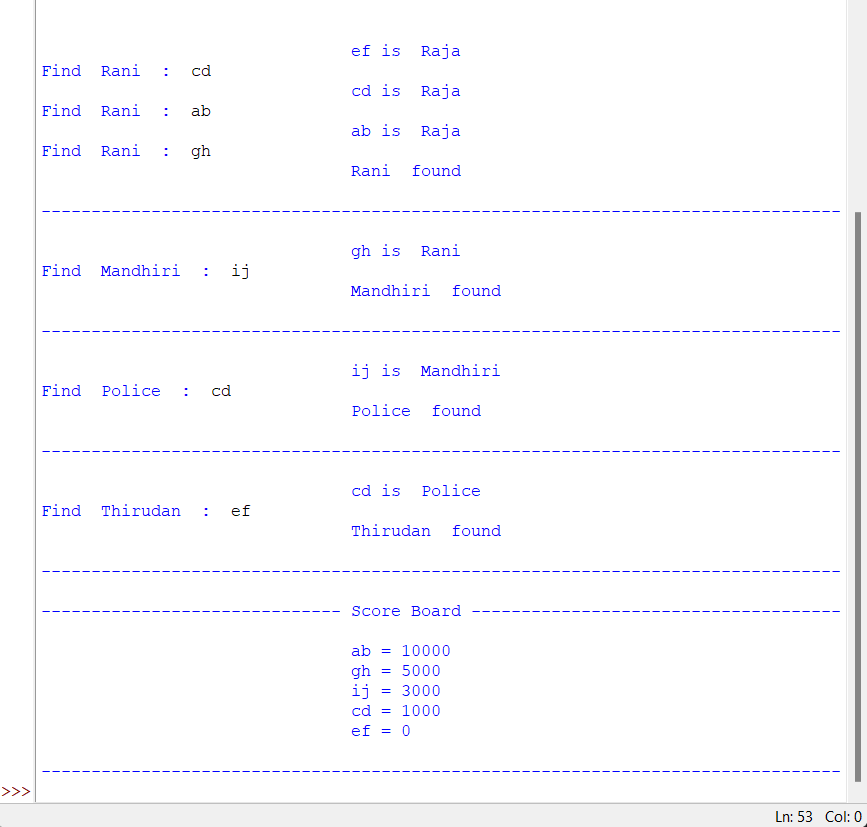 ef is  Raja
Find  Rani  :  cd
cd is  Raja
Find  Rani  :  ab
ab is  Raja
Find  Rani  :  gh
Rani  found
--------------------------------------------------------------------------------
gh is  Rani
Find  Mandhiri  :  ij
Mandhiri  found
--------------------------------------------------------------------------------
ij is  Mandhiri
Find  Police  :  cd
Police  found
--------------------------------------------------------------------------------
cd is  Police
Find  Thirudan  :  ef
Thirudan  found
--------------------------------------------------------------------------------
------------------------------ Score Board -------------------------------------
ab = 10000
gh = 5000
ij = 3000
cd = 1000
ef = 0
--------------------------------------------------------------------------------
>>>
Ln: 53  Col: 0